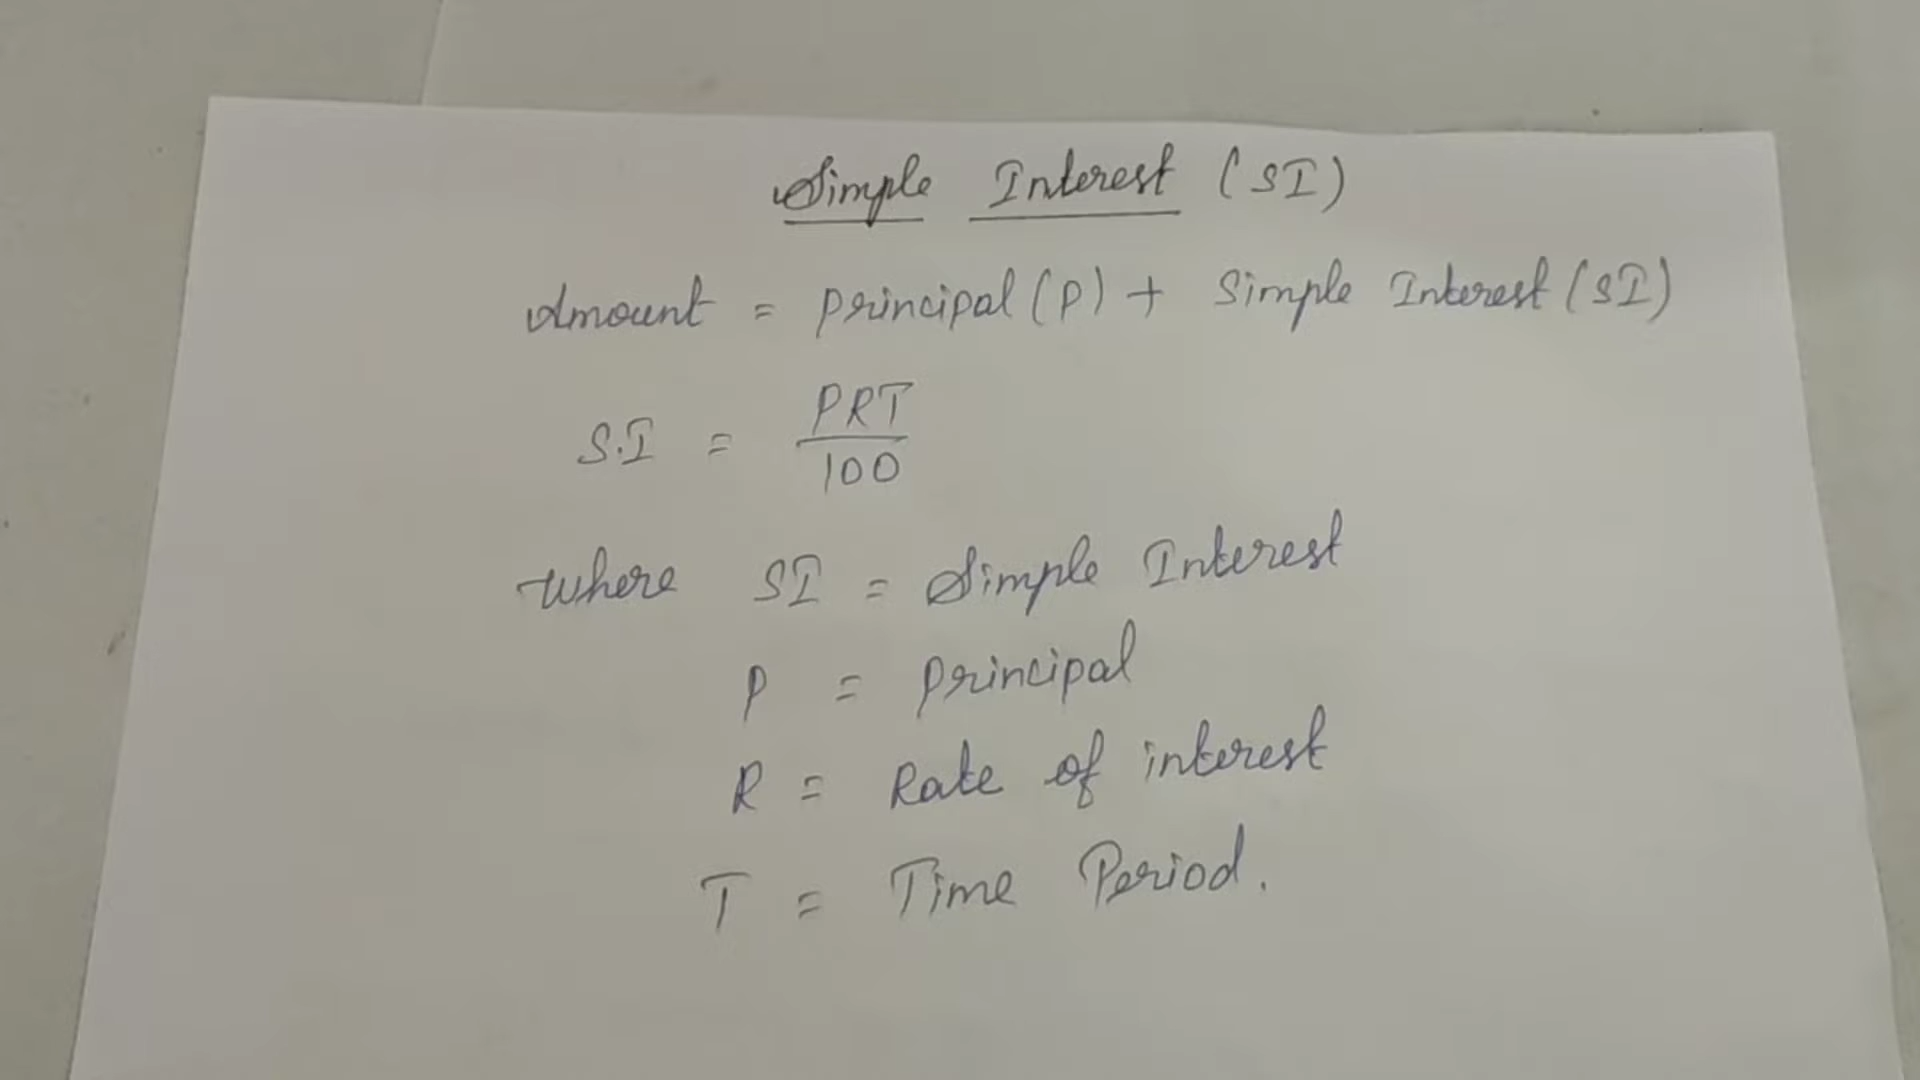 Simple Interest (SI)
Amount = Principal (P) + Simple Interest (SI)
S.I = PRT/100
where SI = Simple Interest
P = Principal
R = Rate of interest
T = Time Period.